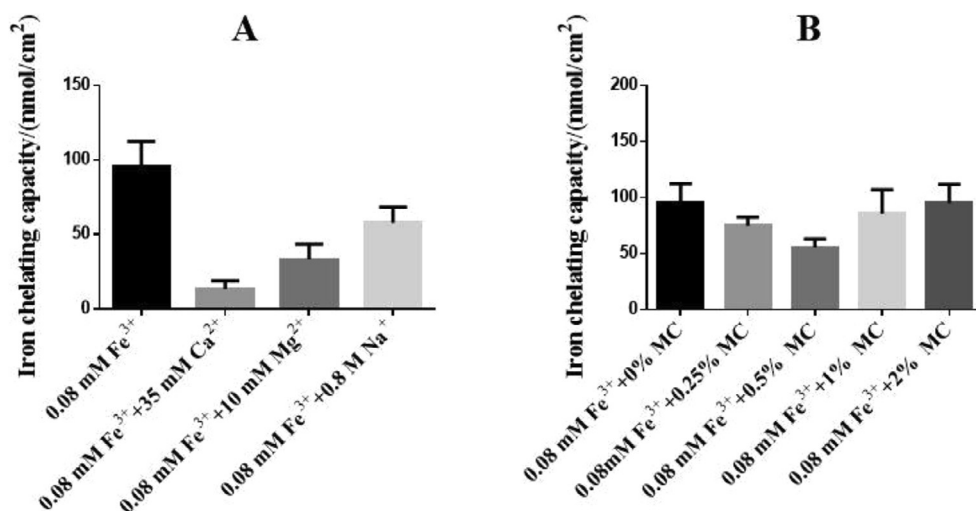 A
Iron chelating capacity/(nmol/cm²)
150
100
50
0
0.08 mM Fe³⁺
0.08 mM Fe³⁺+35 mM Ca²⁺
0.08 mM Fe³⁺+10 mM Mg²⁺
0.08 mM Fe³⁺+0.8 M Na⁺
B
Iron chelating capacity/(nmol/cm²)
200
150
100
50
0
0.08 mM Fe³⁺+0% MC
0.08mM Fe³⁺+0.25% MC
0.08 mM Fe³⁺+0.5% MC
0.08 mM Fe³⁺+1% MC
0.08 mM Fe³⁺+2% MC